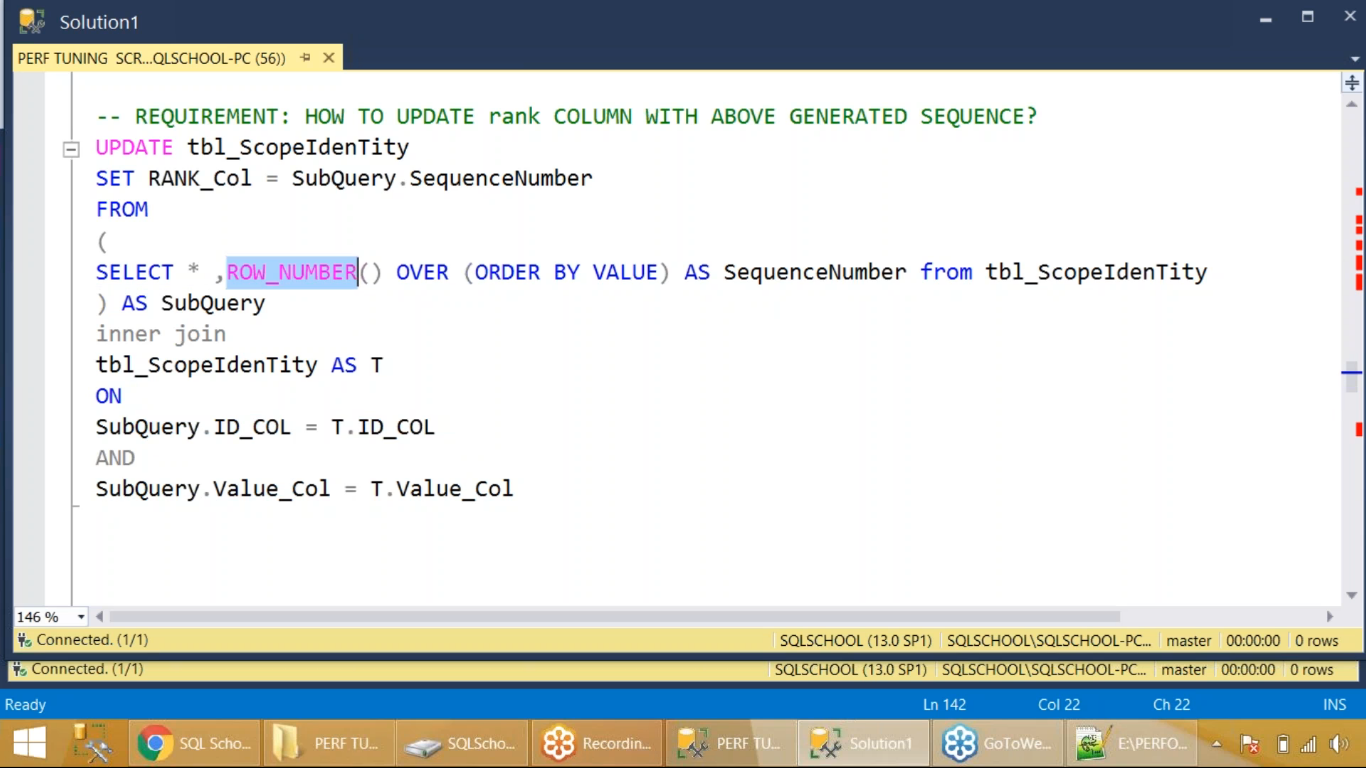 Solution1
PERF TUNING  SCR...QLSCHOOL-PC (56))
-- REQUIREMENT: HOW TO UPDATE rank COLUMN WITH ABOVE GENERATED SEQUENCE?
UPDATE tbl_ScopeIdenTity
SET RANK_Col = SubQuery.SequenceNumber
FROM
(
SELECT * ,ROW_NUMBER() OVER (ORDER BY VALUE) AS SequenceNumber from tbl_ScopeIdenTity
) AS SubQuery
inner join
tbl_ScopeIdenTity AS T
ON
SubQuery.ID_COL = T.ID_COL
AND
SubQuery.Value_Col = T.Value_Col
146 %
Connected. (1/1) SQLSCHOOL (13.0 SP1) SQLSCHOOL\SQLSCHOOL-PC... master 00:00:00 0 rows
Connected. (1/1) SQLSCHOOL (13.0 SP1) SQLSCHOOL\SQLSCHOOL-PC... master 00:00:00 0 rows
Ready Ln 142 Col 22 Ch 22 INS
SQL Scho... PERF TU... SQLScho... Recordin... PERF TU... Solution1 GoToWe... E:\PERFO...